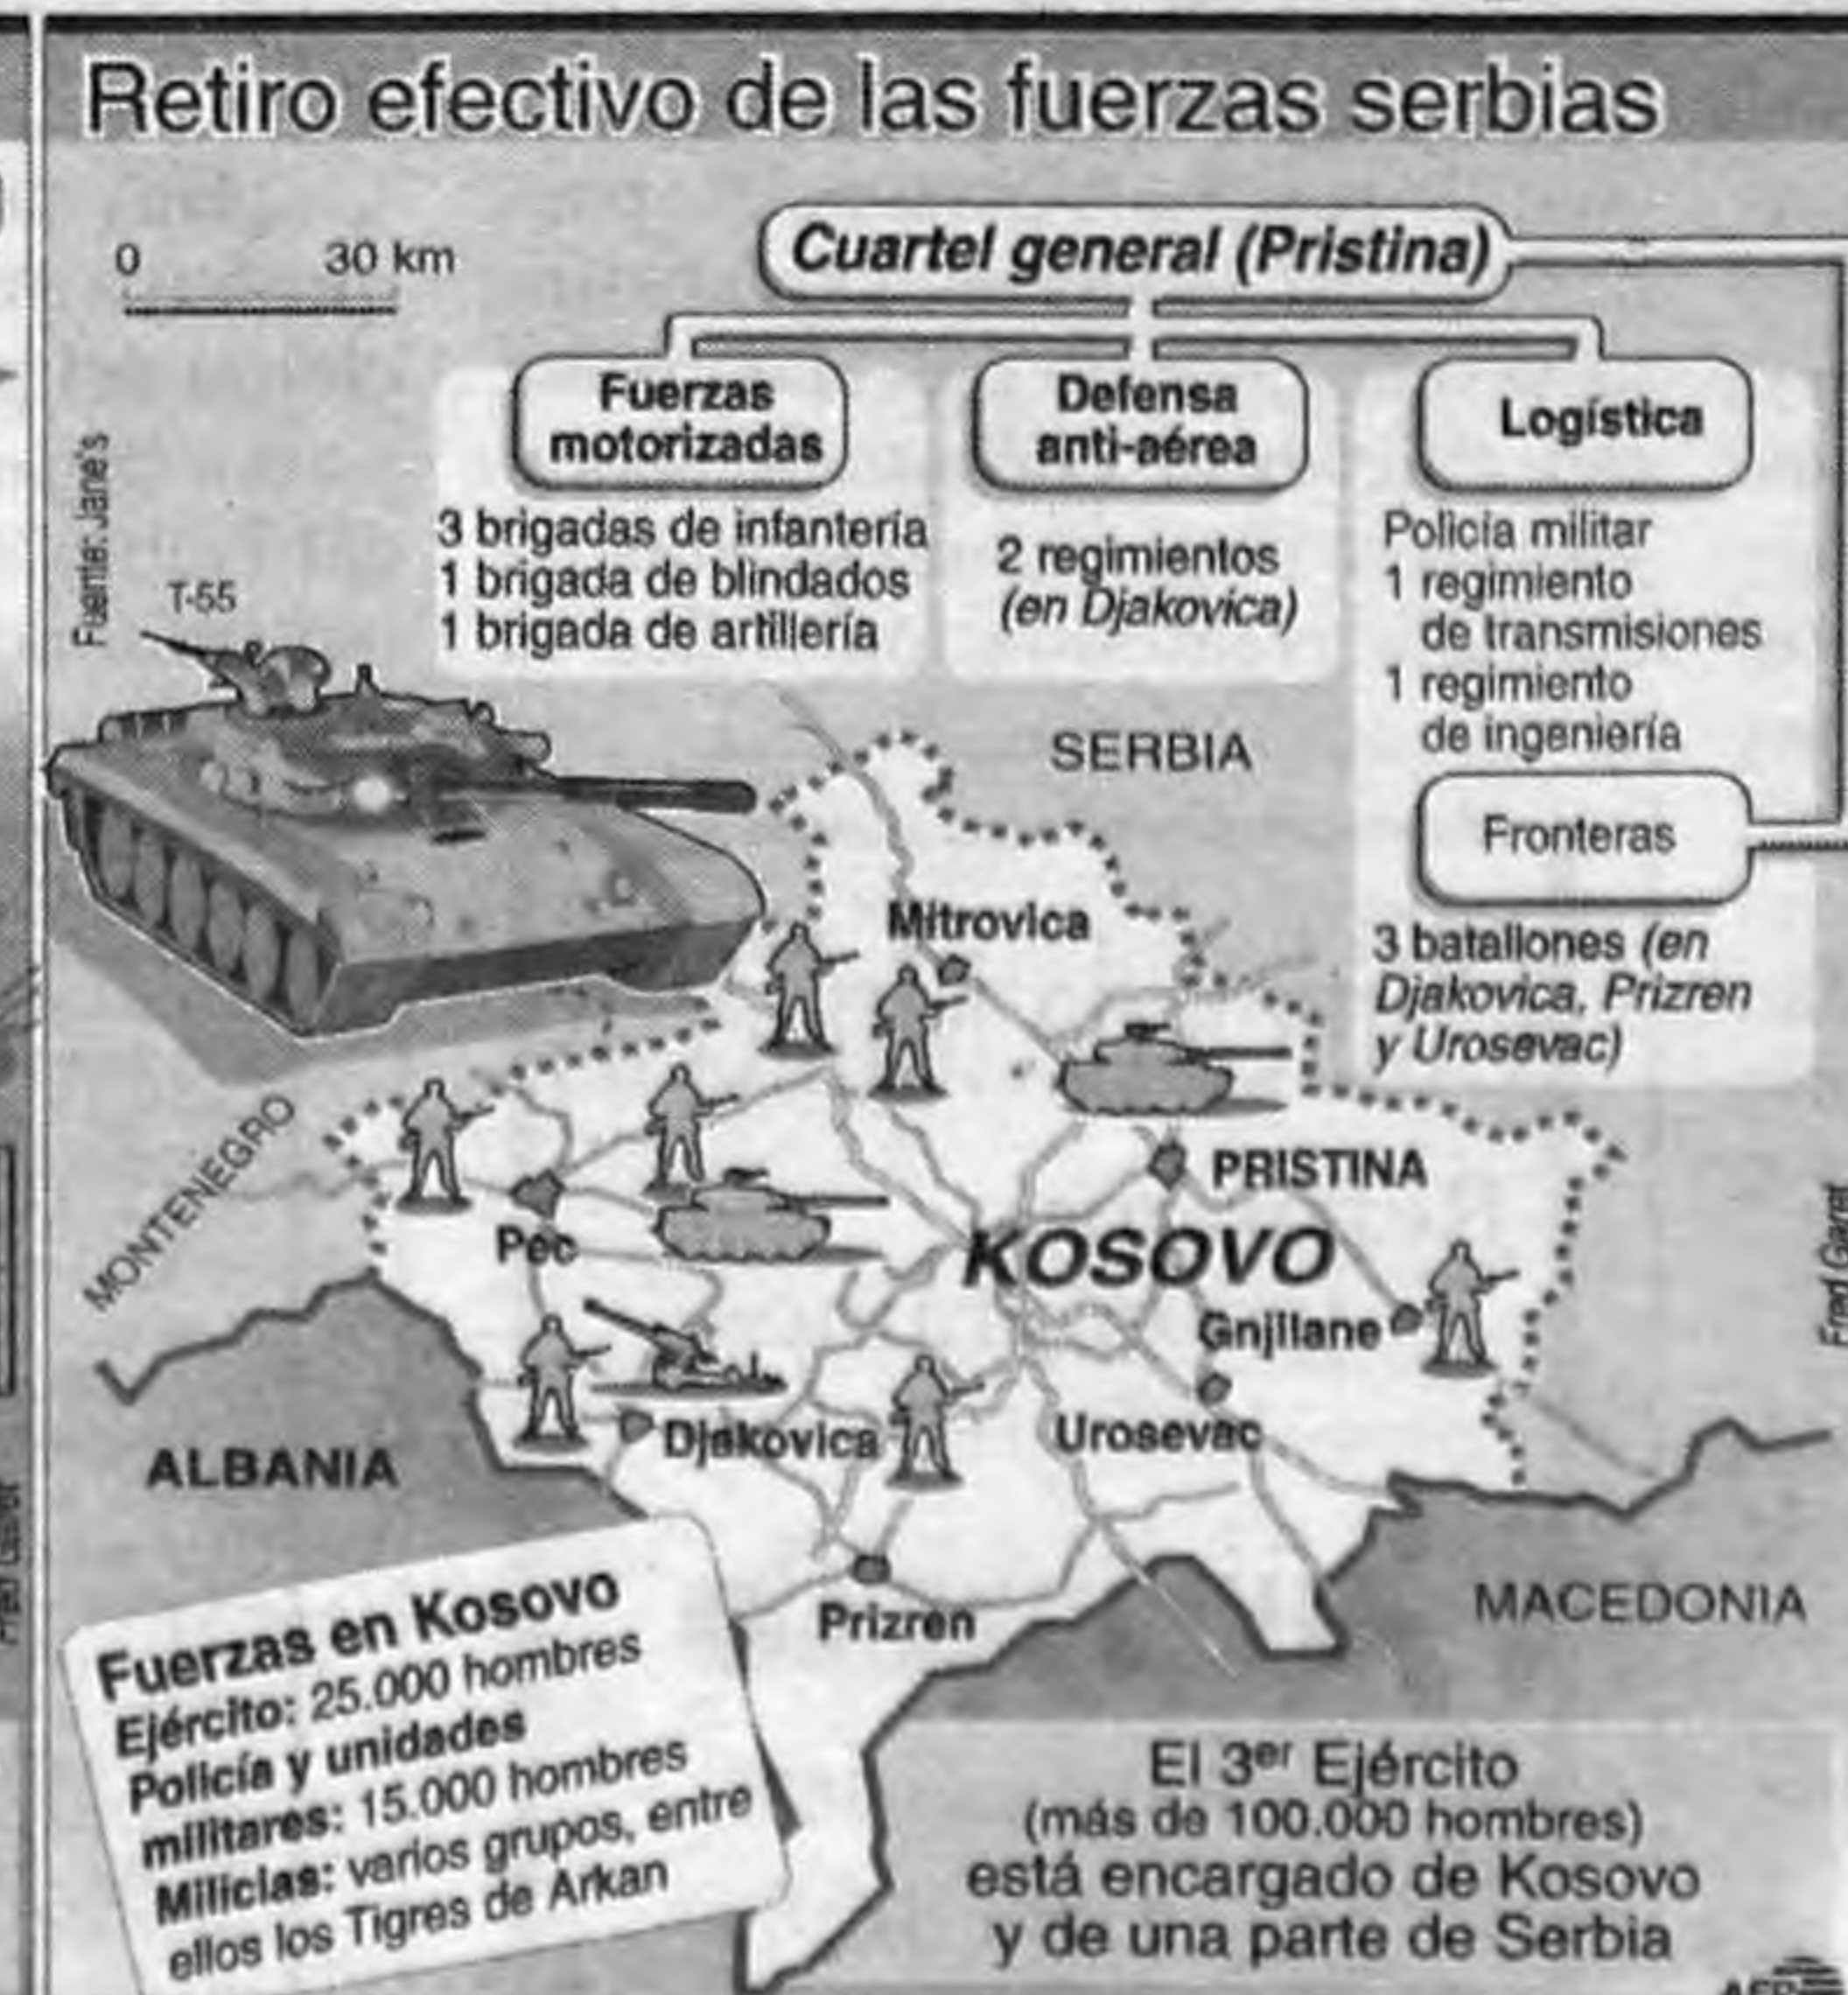 Retiro efectivo de las fuerzas serbias
0 30 km
Cuartel general (Pristina)
Fuerzas
motorizadas
3 brigadas de infantería
1 brigada de blindados
1 brigada de artillería
Defensa
anti-aérea
2 regimientos
(en Djakovica)
Logística
Policía militar
1 regimiento
de transmisiones
1 regimiento
de ingeniería
Fronteras
3 batallones (en
Djakovica, Prizren
y Urosevac)
Fuente: Jane's
T-55
SERBIA
Mitrovica
MONTENEGRO
Pec
PRISTINA
KOSOVO
Gnjilane
Djakovica
Urosevac
ALBANIA
Prizren
MACEDONIA
Fuerzas en Kosovo
Ejército: 25.000 hombres
Policía y unidades
militares: 15.000 hombres
Milicias: varios grupos, entre
ellos los Tigres de Arkan
El 3er Ejército
(más de 100.000 hombres)
está encargado de Kosovo
y de una parte de Serbia
AFP